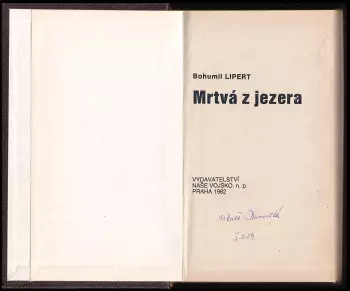 Bohumil LIPERT
Mrtvá z jezera
VYDAVATELSTVÍ
NAŠE VOJSKO, n. p.
PRAHA 1982